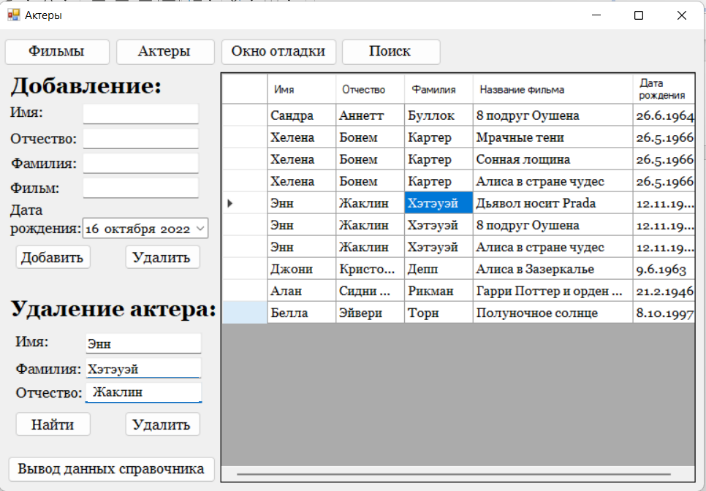 Актеры
Фильмы Актеры Окно отладки Поиск
Добавление:
Имя:
Отчество:
Фамилия:
Фильм:
Дата
рождения: 16 октября 2022
Добавить Удалить
Удаление актера:
Имя: Энн
Фамилия: Хэтэуэй
Отчество: Жаклин
Найти Удалить
Вывод данных справочника
Имя Отчество Фамилия Название фильма Дата рождения
Сандра Аннетт Буллок 8 подруг Оушена 26.6.1964
Хелена Бонем Картер Мрачные тени 26.5.1966
Хелена Бонем Картер Сонная лощина 26.5.1966
Хелена Бонем Картер Алиса в стране чудес 26.5.1966
Энн Жаклин Хэтэуэй Дьявол носит Prada 12.11.19...
Энн Жаклин Хэтэуэй 8 подруг Оушена 12.11.19...
Энн Жаклин Хэтэуэй Алиса в стране чудес 12.11.19...
Джони Кристо... Депп Алиса в Зазеркалье 9.6.1963
Алан Сидни ... Рикман Гарри Поттер и орден ... 21.2.1946
Белла Эйвери Торн Полуночное солнце 8.10.1997